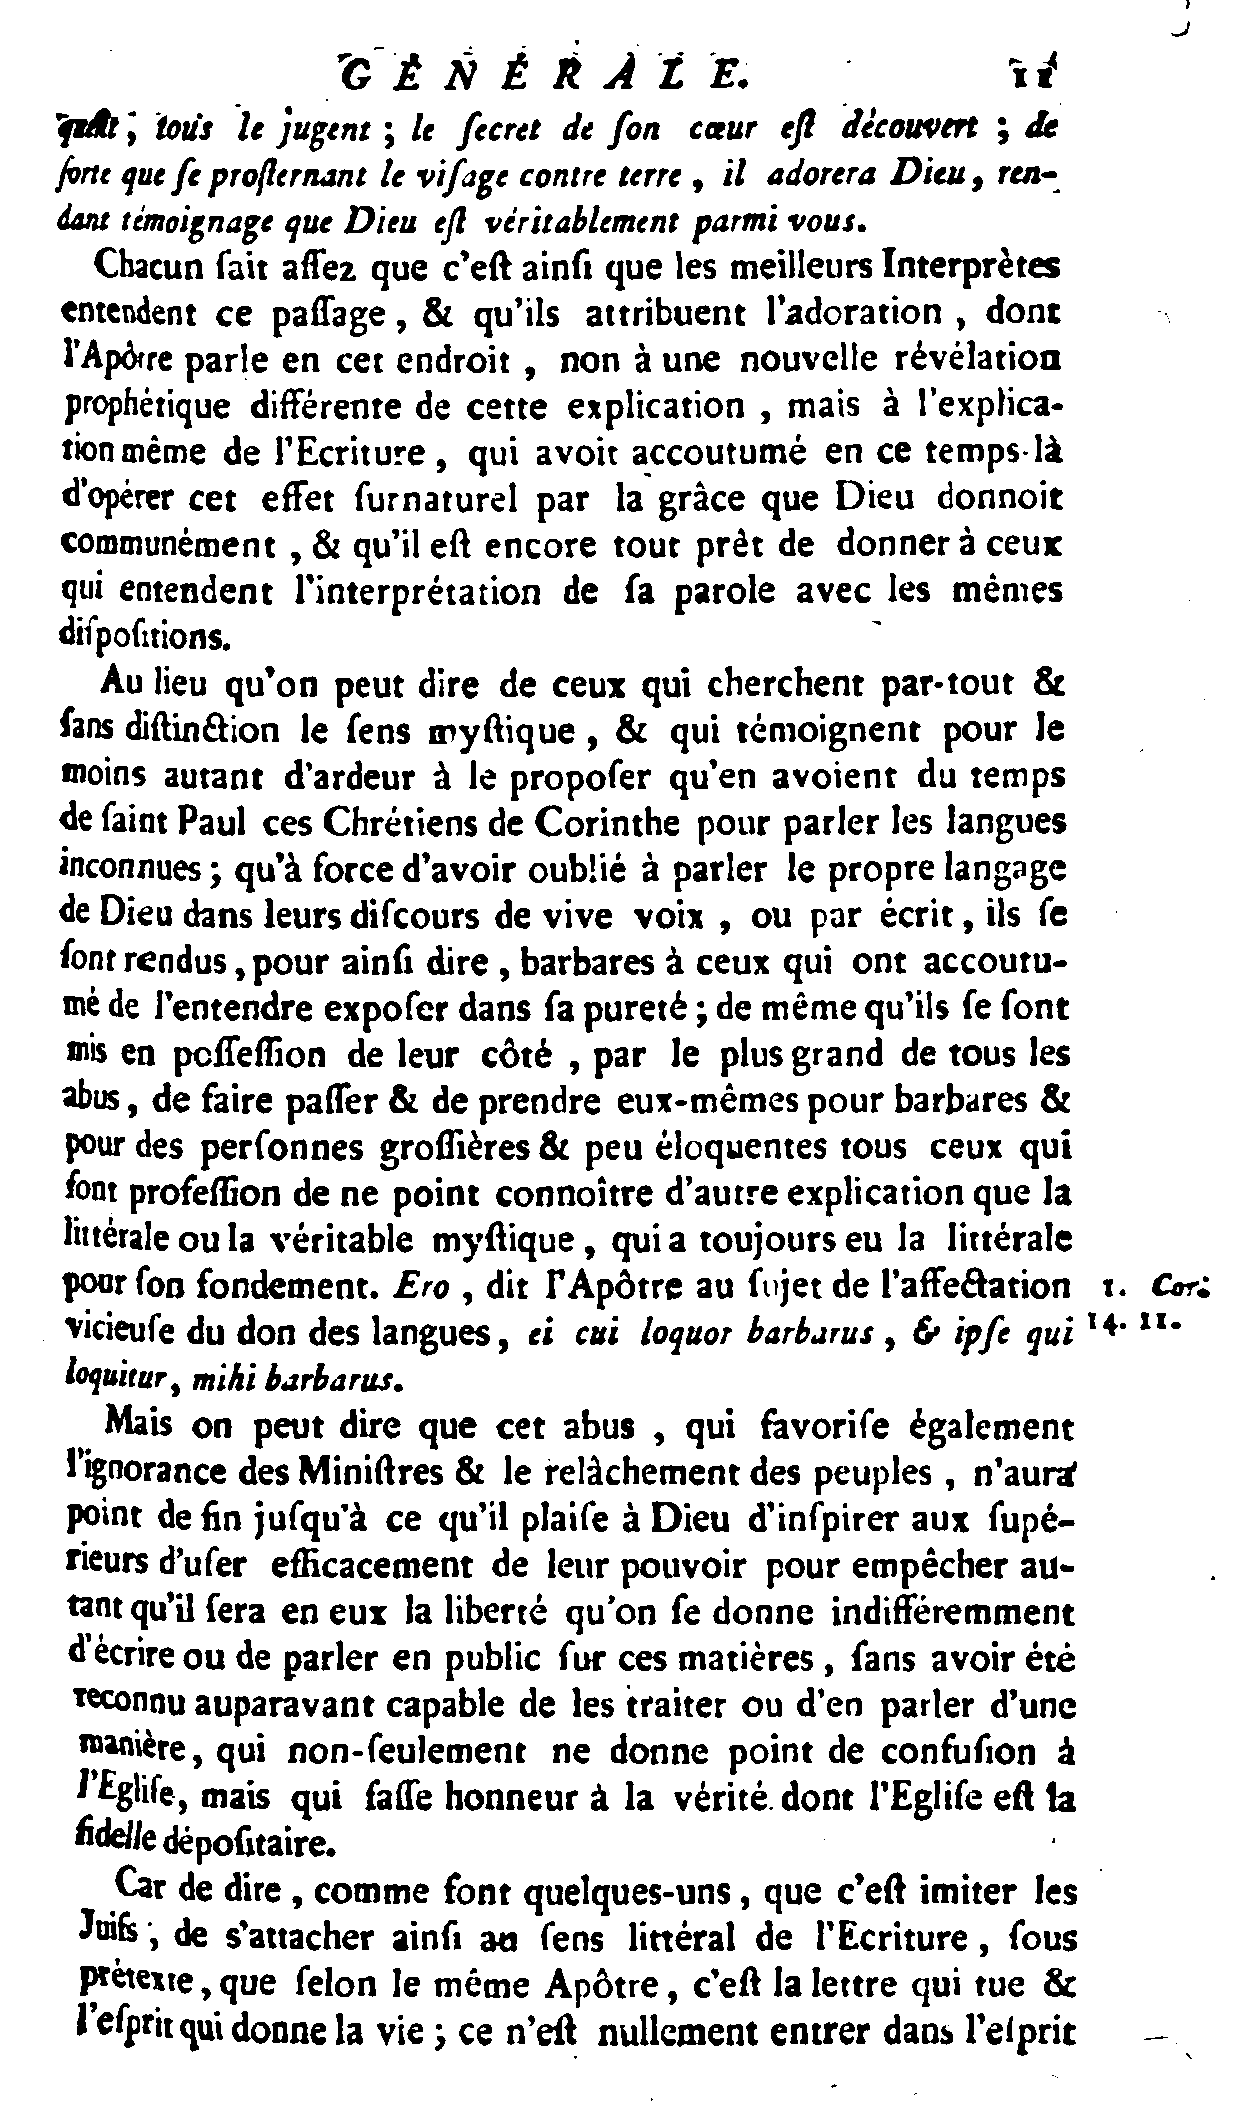 GÉNÉRALE. 11
; tous le jugent ; le ſecret de ſon cœur eſt découvert ; de
ſorte que ſe proſternant le viſage contre terre , il adorera Dieu, ren-
dant témoignage que Dieu eſt véritablement parmi vous.
Chacun ſait aſſez que c'eſt ainſi que les meilleurs Interprètes
entendent ce paſſage , & qu'ils attribuent l'adoration , dont
l'Apôtre parle en cet endroit , non à une nouvelle révélation
prophétique différente de cette explication , mais à l'explica-
tion même de l'Ecriture, qui avoit accoutumé en ce temps-là
d'opérer cet effet ſurnaturel par la grâce que Dieu donnoit
communément , & qu'il eſt encore tout prêt de donner à ceux
qui entendent l'interprétation de ſa parole avec les mêmes
diſpoſitions.
Au lieu qu'on peut dire de ceux qui cherchent par-tout &
ſans diſtinction le ſens myſtique , & qui témoignent pour le
moins autant d'ardeur à le propoſer qu'en avoient du temps
de ſaint Paul ces Chrétiens de Corinthe pour parler les langues
inconnues ; qu'à force d'avoir oublié à parler le propre langage
de Dieu dans leurs diſcours de vive voix , ou par écrit, ils ſe
ſont rendus , pour ainſi dire , barbares à ceux qui ont accoutu-
mé de l'entendre expoſer dans ſa pureté ; de même qu'ils ſe ſont
mis en poſſeſſion de leur côté , par le plus grand de tous les
abus, de faire paſſer & de prendre eux-mêmes pour barbares &
pour des perſonnes groſſières & peu éloquentes tous ceux qui
font profeſſion de ne point connoître d'autre explication que la
littérale ou la véritable myſtique, qui a toujours eu la littérale
pour ſon fondement. Ero , dit l'Apôtre au ſujet de l'affectation 1. Cor.
vicieuſe du don des langues, ei cui loquor barbarus , & ipſe qui 14. 11.
loquitur, mihi barbarus.
Mais on peut dire que cet abus , qui favoriſe également
l'ignorance des Miniſtres & le relâchement des peuples , n'aura
point de fin juſqu'à ce qu'il plaiſe à Dieu d'inſpirer aux ſupé-
rieurs d'uſer efficacement de leur pouvoir pour empêcher au-
tant qu'il ſera en eux la liberté qu'on ſe donne indifféremment
d'écrire ou de parler en public ſur ces matières, ſans avoir été
reconnu auparavant capable de les traiter ou d'en parler d'une
manière, qui non-ſeulement ne donne point de confuſion à
l'Egliſe, mais qui faſſe honneur à la vérité. dont l'Egliſe eſt la
fidelle dépoſitaire.
Car de dire , comme font quelques-uns, que c'eſt imiter les
Juifs , de s'attacher ainſi au ſens littéral de l'Ecriture , ſous
prétexte, que ſelon le même Apôtre, c'eſt la lettre qui tue &
l'eſprit qui donne la vie ; ce n'eſt nullement entrer dans l'eſprit